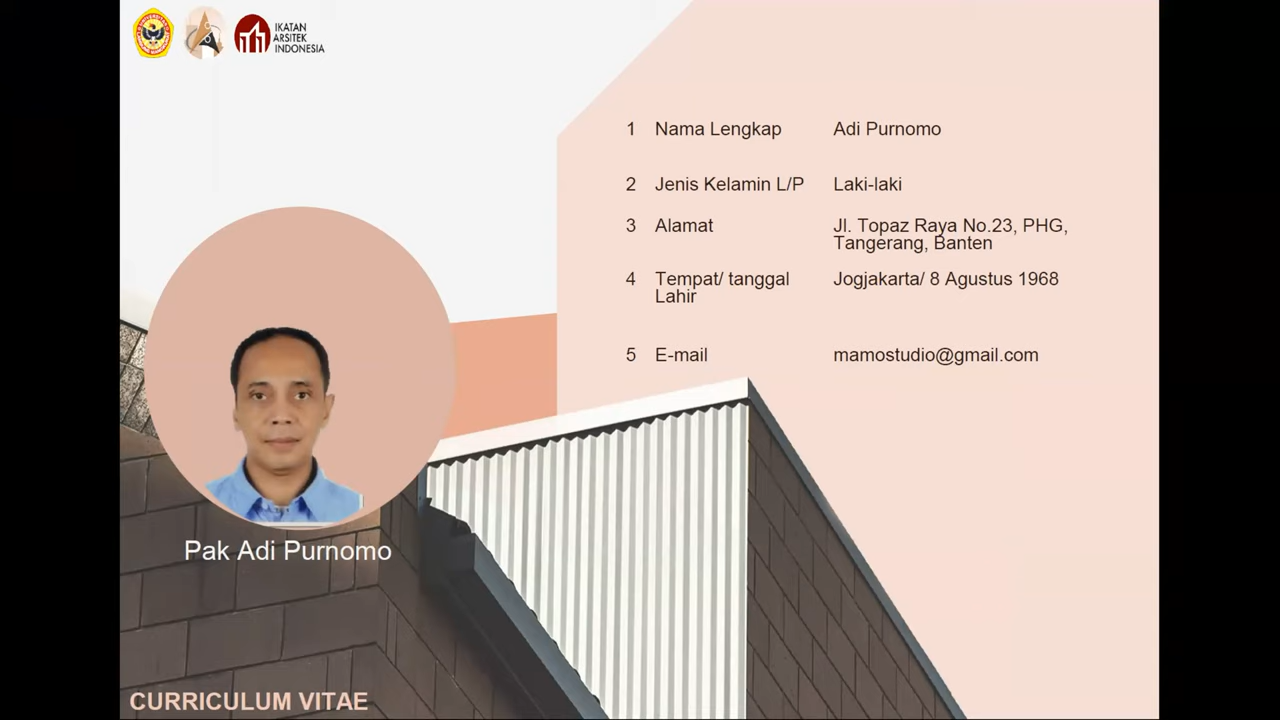 IKATAN
ARSITEK
INDONESIA
1 Nama Lengkap Adi Purnomo
2 Jenis Kelamin L/P Laki-laki
3 Alamat Jl. Topaz Raya No.23, PHG,
Tangerang, Banten
4 Tempat/ tanggal Jogjakarta/ 8 Agustus 1968
Lahir
5 E-mail mamostudio@gmail.com
Pak Adi Purnomo
CURRICULUM VITAE